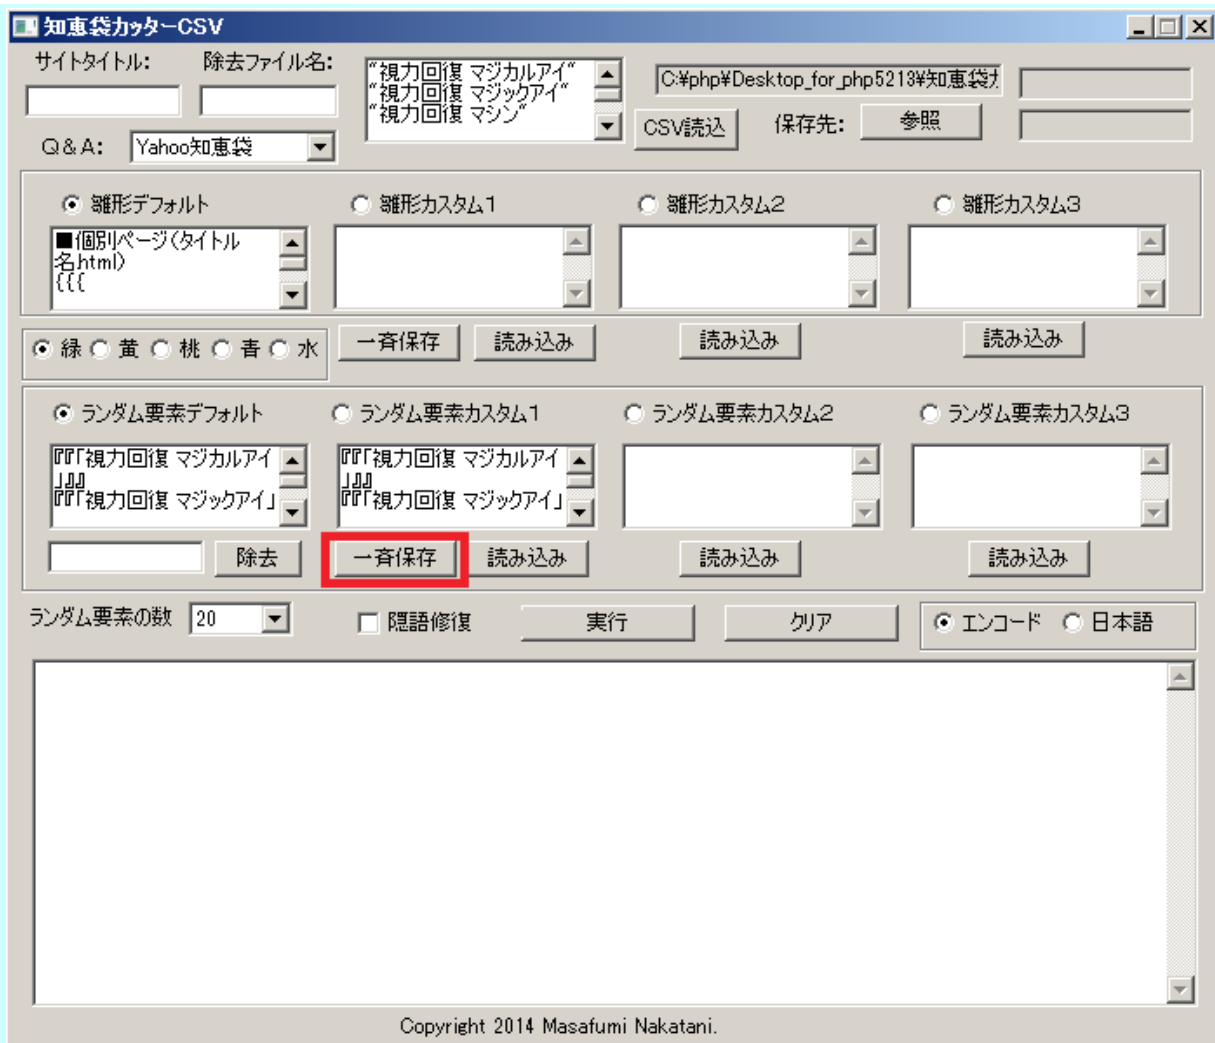 知恵袋カッターCSV
サイトタイトル:
除去ファイル名:
"視力回復 マジカルアイ"
"視力回復 マジックアイ"
"視力回復 マシン"
C:¥php¥Desktop_for_php5213¥知恵袋
CSV読込
保存先:
参照
Q&A:
Yahoo知恵袋
雛形デフォルト
雛形カスタム1
雛形カスタム2
雛形カスタム3
■個別ページ(タイトル
名.html)
{{{
緑 黄 桃 青 水
一斉保存
読み込み
読み込み
読み込み
ランダム要素デフォルト
ランダム要素カスタム1
ランダム要素カスタム2
ランダム要素カスタム3
『『「視力回復 マジカルアイ
」』』
『『「視力回復 マジックアイ」
『『「視力回復 マジカルアイ
」』』
『『「視力回復 マジックアイ」
除去
一斉保存
読み込み
読み込み
読み込み
ランダム要素の数
20
隠語修復
実行
クリア
エンコード
日本語
Copyright 2014 Masafumi Nakatani.